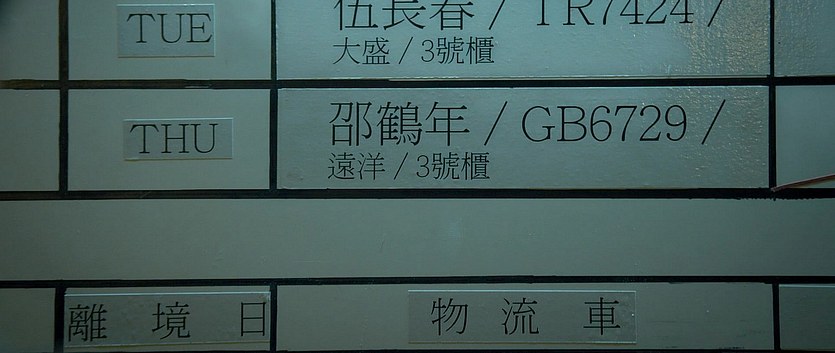 TUE 伍長春 / TR7424 /
大盛 / 3號櫃
THU 邵鶴年 / GB6729 /
遠洋 / 3號櫃
離境日 物流車